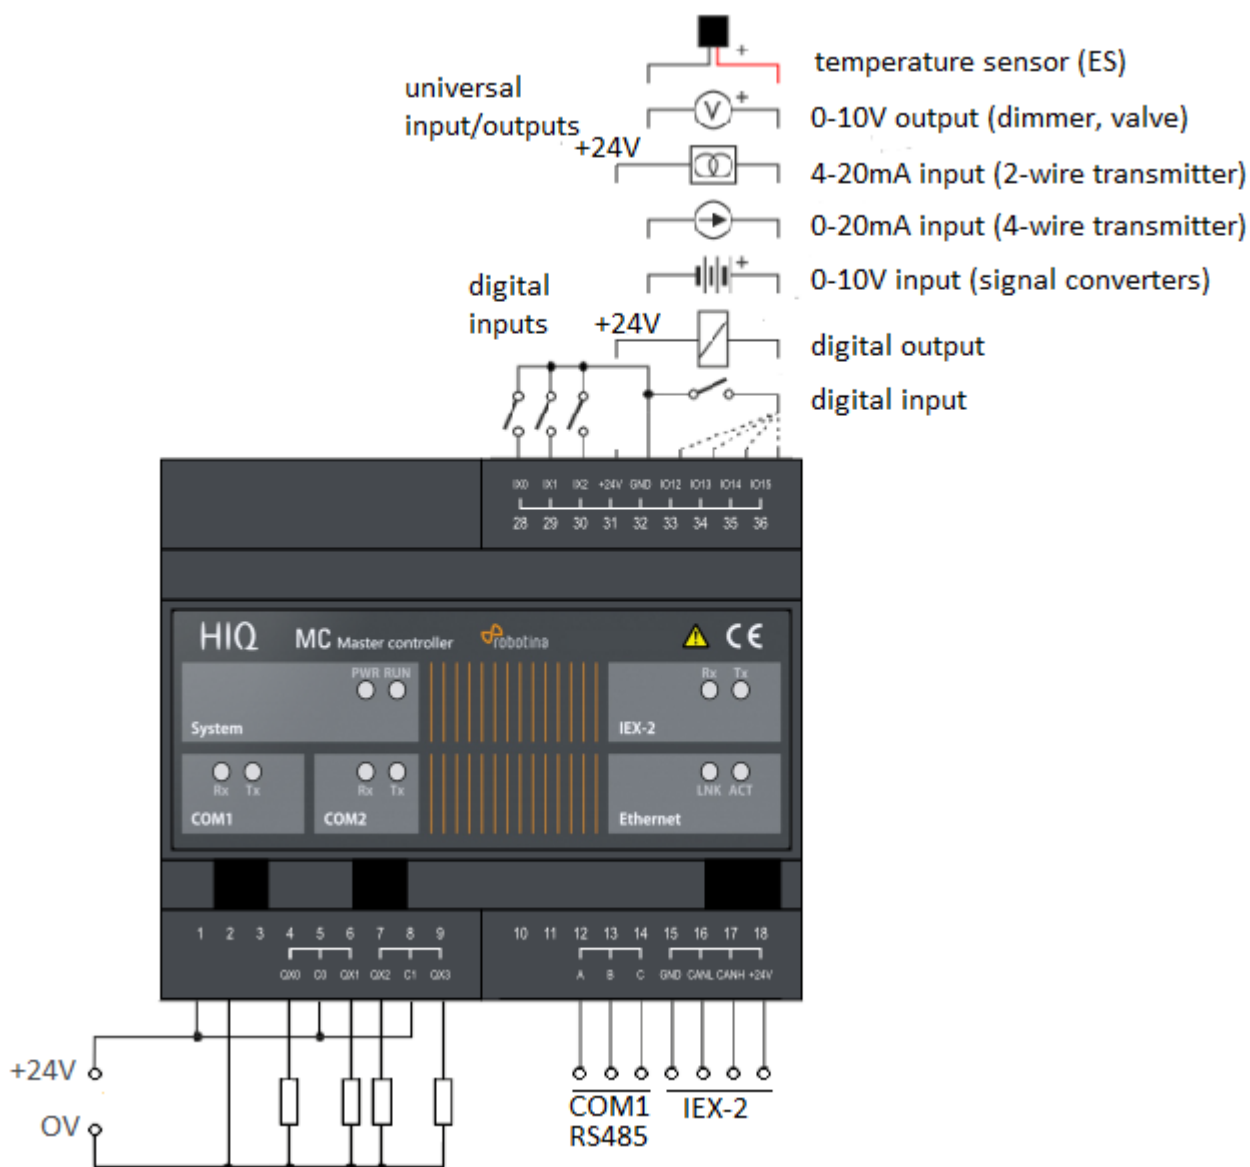 temperature sensor (ES)
+
universal
input/outputs
V
+
0-10V output (dimmer, valve)
+24V
4-20mA input (2-wire transmitter)
0-20mA input (4-wire transmitter)
+
0-10V input (signal converters)
digital
inputs
+24V
digital output
digital input
IX0 IX1 IX2 +24V GND IO12 IO13 IO14 IO15
28 29 30 31 32 33 34 35 36
HIQ MC Master controller robotina CE
PWR RUN
System
Rx Tx
IEX-2
Rx Tx
COM1
Rx Tx
COM2
LNK ACT
Ethernet
1 2 3 4 5 6 7 8 9 10 11 12 13 14 15 16 17 18
QX0 C0 QX1 QX2 C1 QX3 A B C GND CANL CANH +24V
+24V
OV
COM1
RS485
IEX-2